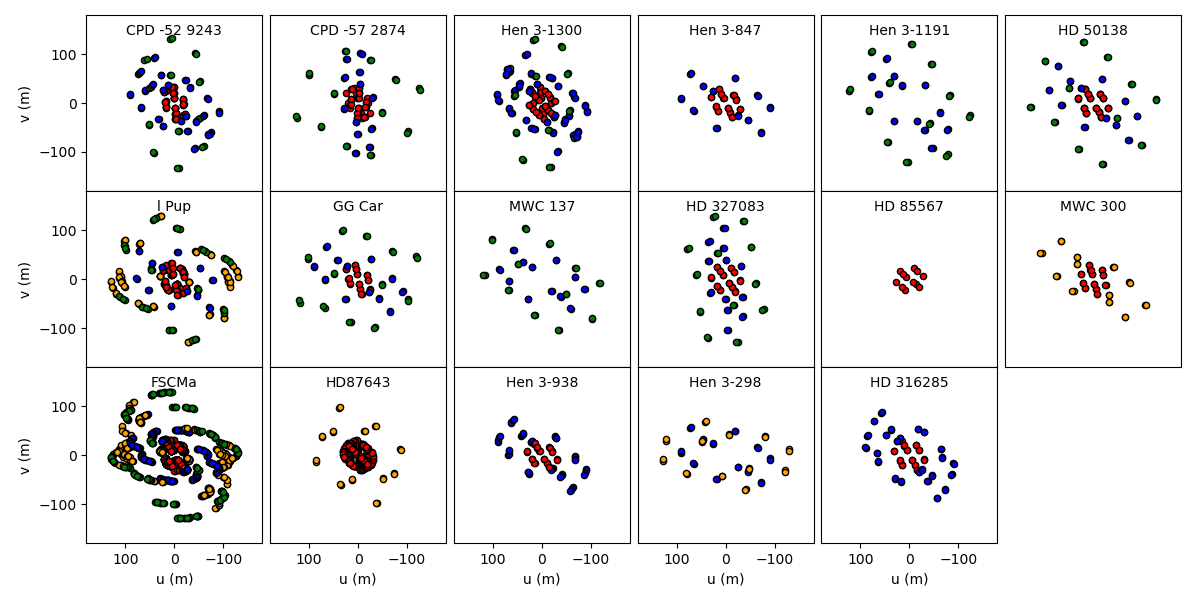 CPD -52 9243
CPD -57 2874
Hen 3-1300
Hen 3-847
Hen 3-1191
HD 50138
v (m)
100
0
−100
l Pup
GG Car
MWC 137
HD 327083
HD 85567
MWC 300
v (m)
100
0
−100
FSCMa
HD87643
Hen 3-938
Hen 3-298
HD 316285
v (m)
100
0
−100
100 0 −100
100 0 −100
100 0 −100
100 0 −100
100 0 −100
u (m)
u (m)
u (m)
u (m)
u (m)